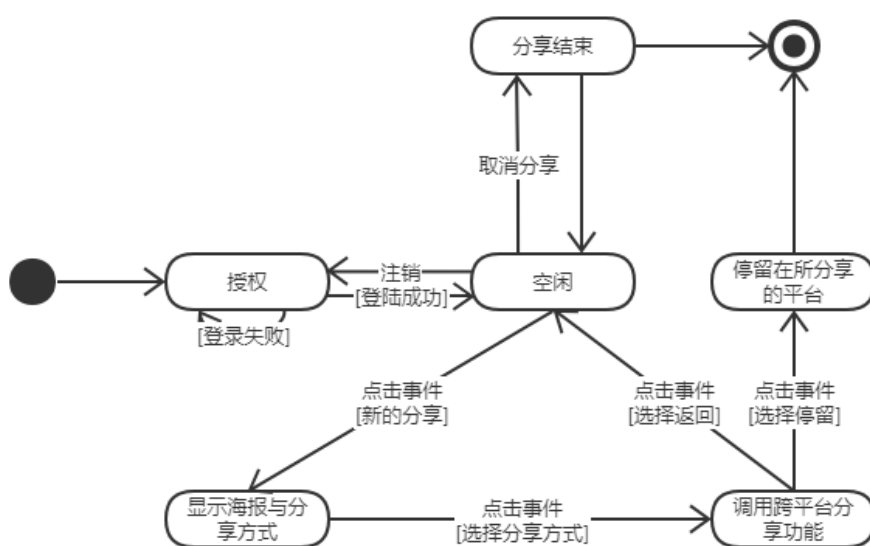 分享结束
取消分享
授权
注销
[登陆成功]
空闲
停留在所分享
的平台
[登录失败]
点击事件
[新的分享]
点击事件
[选择返回]
点击事件
[选择停留]
显示海报与分
享方式
点击事件
[选择分享方式]
调用跨平台分
享功能